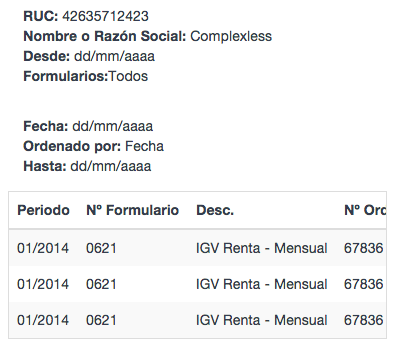 RUC: 42635712423
Nombre o Razón Social: Complexless
Desde: dd/mm/aaaa
Formularios:Todos
Fecha: dd/mm/aaaa
Ordenado por: Fecha
Hasta: dd/mm/aaaa
Periodo Nº Formulario Desc. Nº Ord
01/2014 0621 IGV Renta - Mensual 67836
01/2014 0621 IGV Renta - Mensual 67836
01/2014 0621 IGV Renta - Mensual 67836